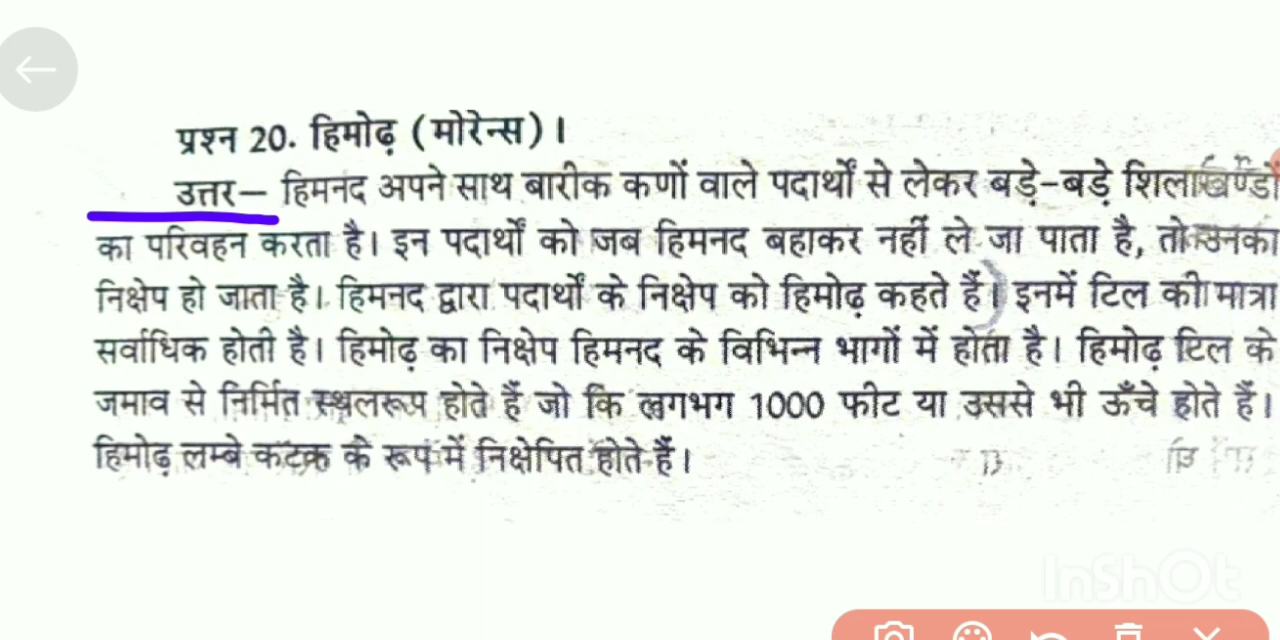 प्रश्न 20. हिमोढ़ (मोरेन्स)।
उत्तर— हिमनद अपने साथ बारीक कणों वाले पदार्थों से लेकर बड़े-बड़े शिलाखण्डों
का परिवहन करता है। इन पदार्थों को जब हिमनद बहाकर नहीं ले जा पाता है, तो उनका
निक्षेप हो जाता है। हिमनद द्वारा पदार्थों के निक्षेप को हिमोढ़ कहते हैं। इनमें टिल की मात्रा
सर्वाधिक होती है। हिमोढ़ का निक्षेप हिमनद के विभिन्न भागों में होता है। हिमोढ़ टिल के
जमाव से निर्मित स्थलरूप होते हैं जो कि लगभग 1000 फीट या उससे भी ऊँचे होते हैं।
हिमोढ़ लम्बे कटक के रूप में निक्षेपित होते हैं।
InShOt